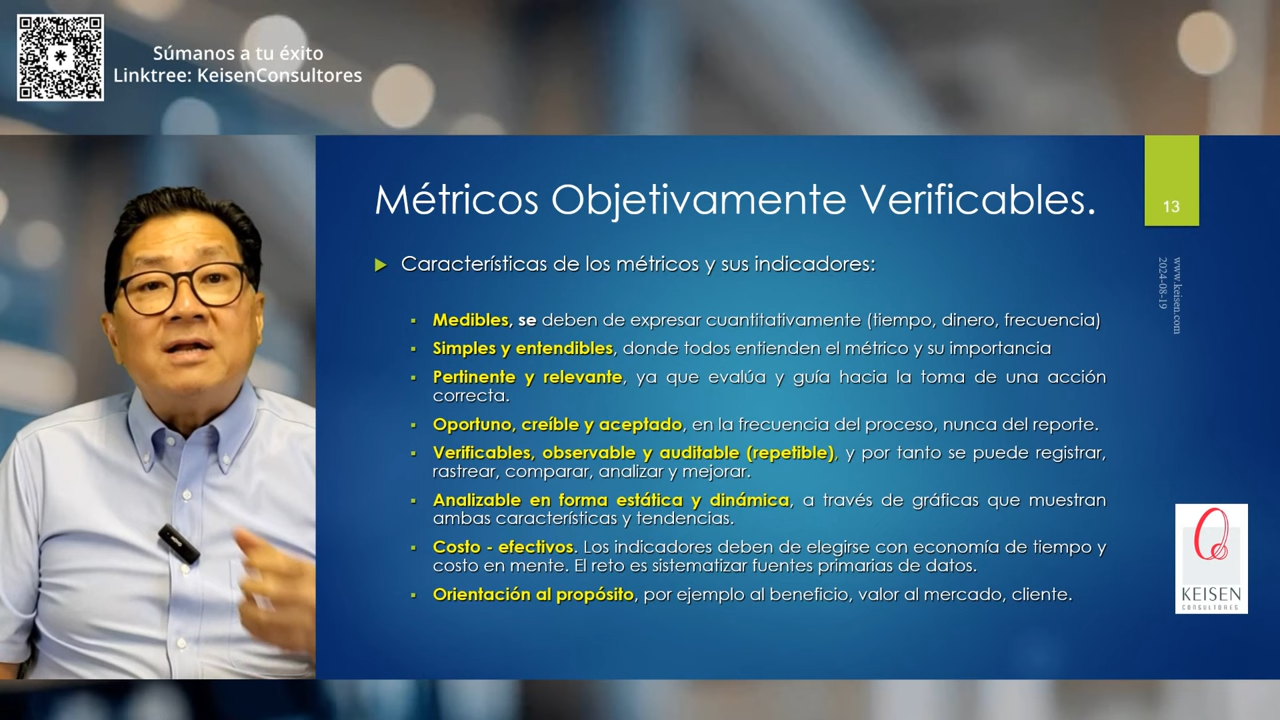 Súmanos a tu éxito
Linktree: KeisenConsultores
Métricos Objetivamente Verificables.
13
www.keisen.com
2024-08-19
Características de los métricos y sus indicadores:
Medibles, se deben de expresar cuantitativamente (tiempo, dinero, frecuencia)
Simples y entendibles, donde todos entienden el métrico y su importancia
Pertinente y relevante, ya que evalúa y guía hacia la toma de una acción
correcta.
Oportuno, creíble y aceptado, en la frecuencia del proceso, nunca del reporte.
Verificables, observable y auditable (repetible), y por tanto se puede registrar,
rastrear, comparar, analizar y mejorar.
Analizable en forma estática y dinámica, a través de gráficas que muestran
ambas características y tendencias.
Costo - efectivos. Los indicadores deben de elegirse con economía de tiempo y
costo en mente. El reto es sistematizar fuentes primarias de datos.
Orientación al propósito, por ejemplo al beneficio, valor al mercado, cliente.
KEISEN
CONSULTORES